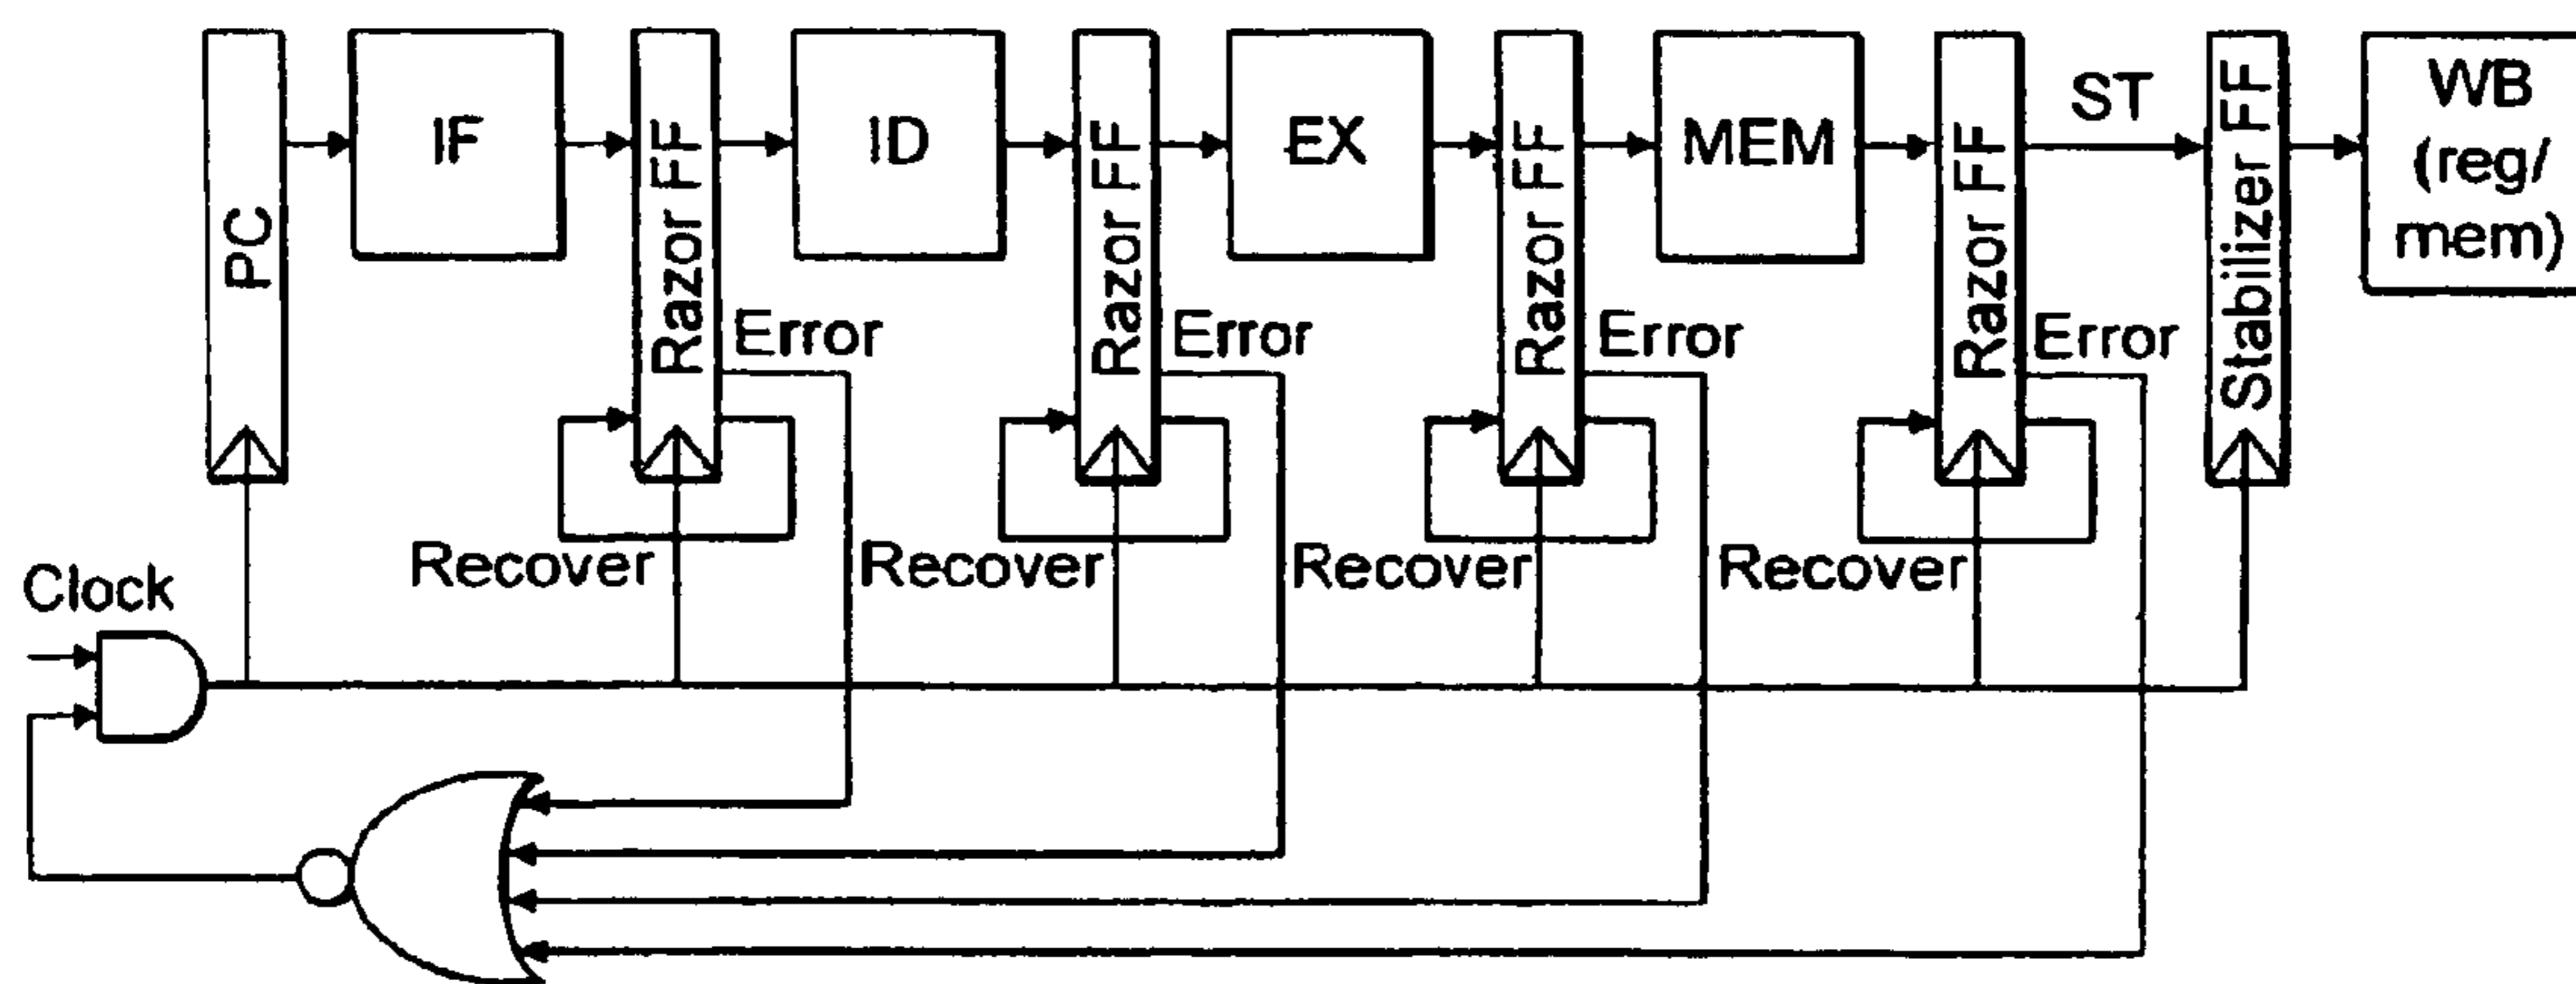 PC
IF
Razor FF
ID
Razor FF
EX
Razor FF
MEM
Razor FF
ST
Stabilizer FF
WB
(reg/
mem)
Error
Error
Error
Error
Recover
Recover
Recover
Recover
Clock